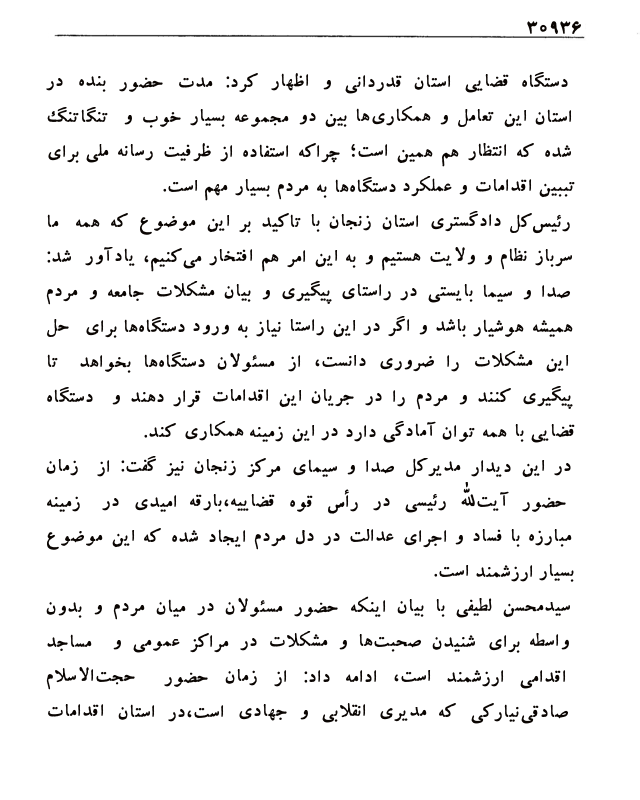 ۳۰۹۳۶
دستگاه قضایی استان قدردانی و اظهار کرد: مدت حضور بنده در
استان این تعامل و همکاری‌ها بین دو مجموعه بسیار خوب و تنگاتنگ
شده که انتظار هم همین است؛ چراکه استفاده از ظرفیت رسانه ملی برای
تببین اقدامات و عملکرد دستگاه‌ها به مردم بسیار مهم است.
رئیس‌کل دادگستری استان زنجان با تاکید بر این موضوع که همه ما
سرباز نظام و ولایت هستیم و به این امر هم افتخار می‌کنیم، یادآور شد:
صدا و سیما بایستی در راستای پیگیری و بیان مشکلات جامعه و مردم
همیشه هوشیار باشد و اگر در این راستا نیاز به ورود دستگاه‌ها برای حل
این مشکلات را ضروری دانست، از مسئولان دستگاه‌ها بخواهد تا
پیگیری کنند و مردم را در جریان این اقدامات قرار دهند و دستگاه
قضایی با همه توان آمادگی دارد در این زمینه همکاری کند.
در این دیدار مدیرکل صدا و سیمای مرکز زنجان نیز گفت: از زمان
حضور آیت‌الله رئیسی در رأس قوه قضاییه،بارقه امیدی در زمینه
مبارزه با فساد و اجرای عدالت در دل مردم ایجاد شده که این موضوع
بسیار ارزشمند است.
سیدمحسن لطیفی با بیان اینکه حضور مسئولان در میان مردم و بدون
واسطه برای شنیدن صحبت‌ها و مشکلات در مراکز عمومی و مساجد
اقدامی ارزشمند است، ادامه داد: از زمان حضور حجت‌الاسلام
صادقی‌نیارکی که مدیری انقلابی و جهادی است،در استان اقدامات